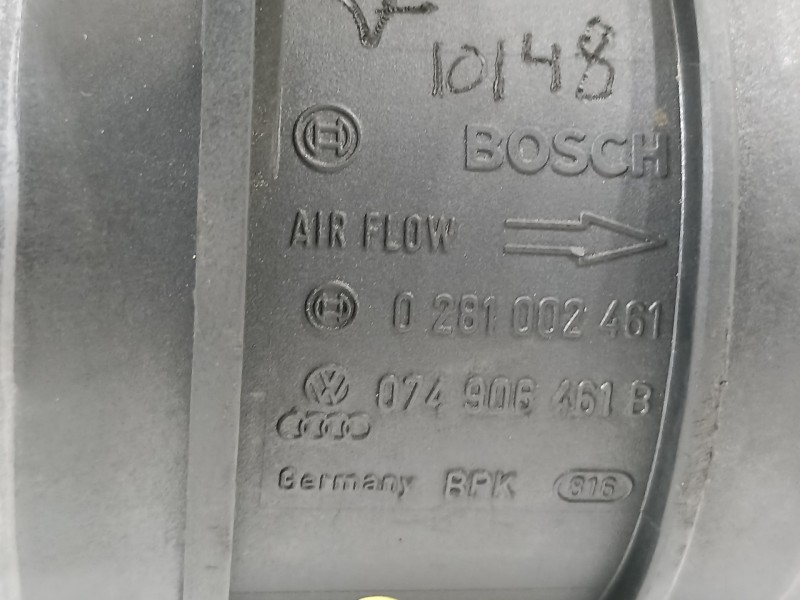 10148
BOSCH
AIR FLOW
0 281 002 461
074 906 461 B
Germany BPK 816